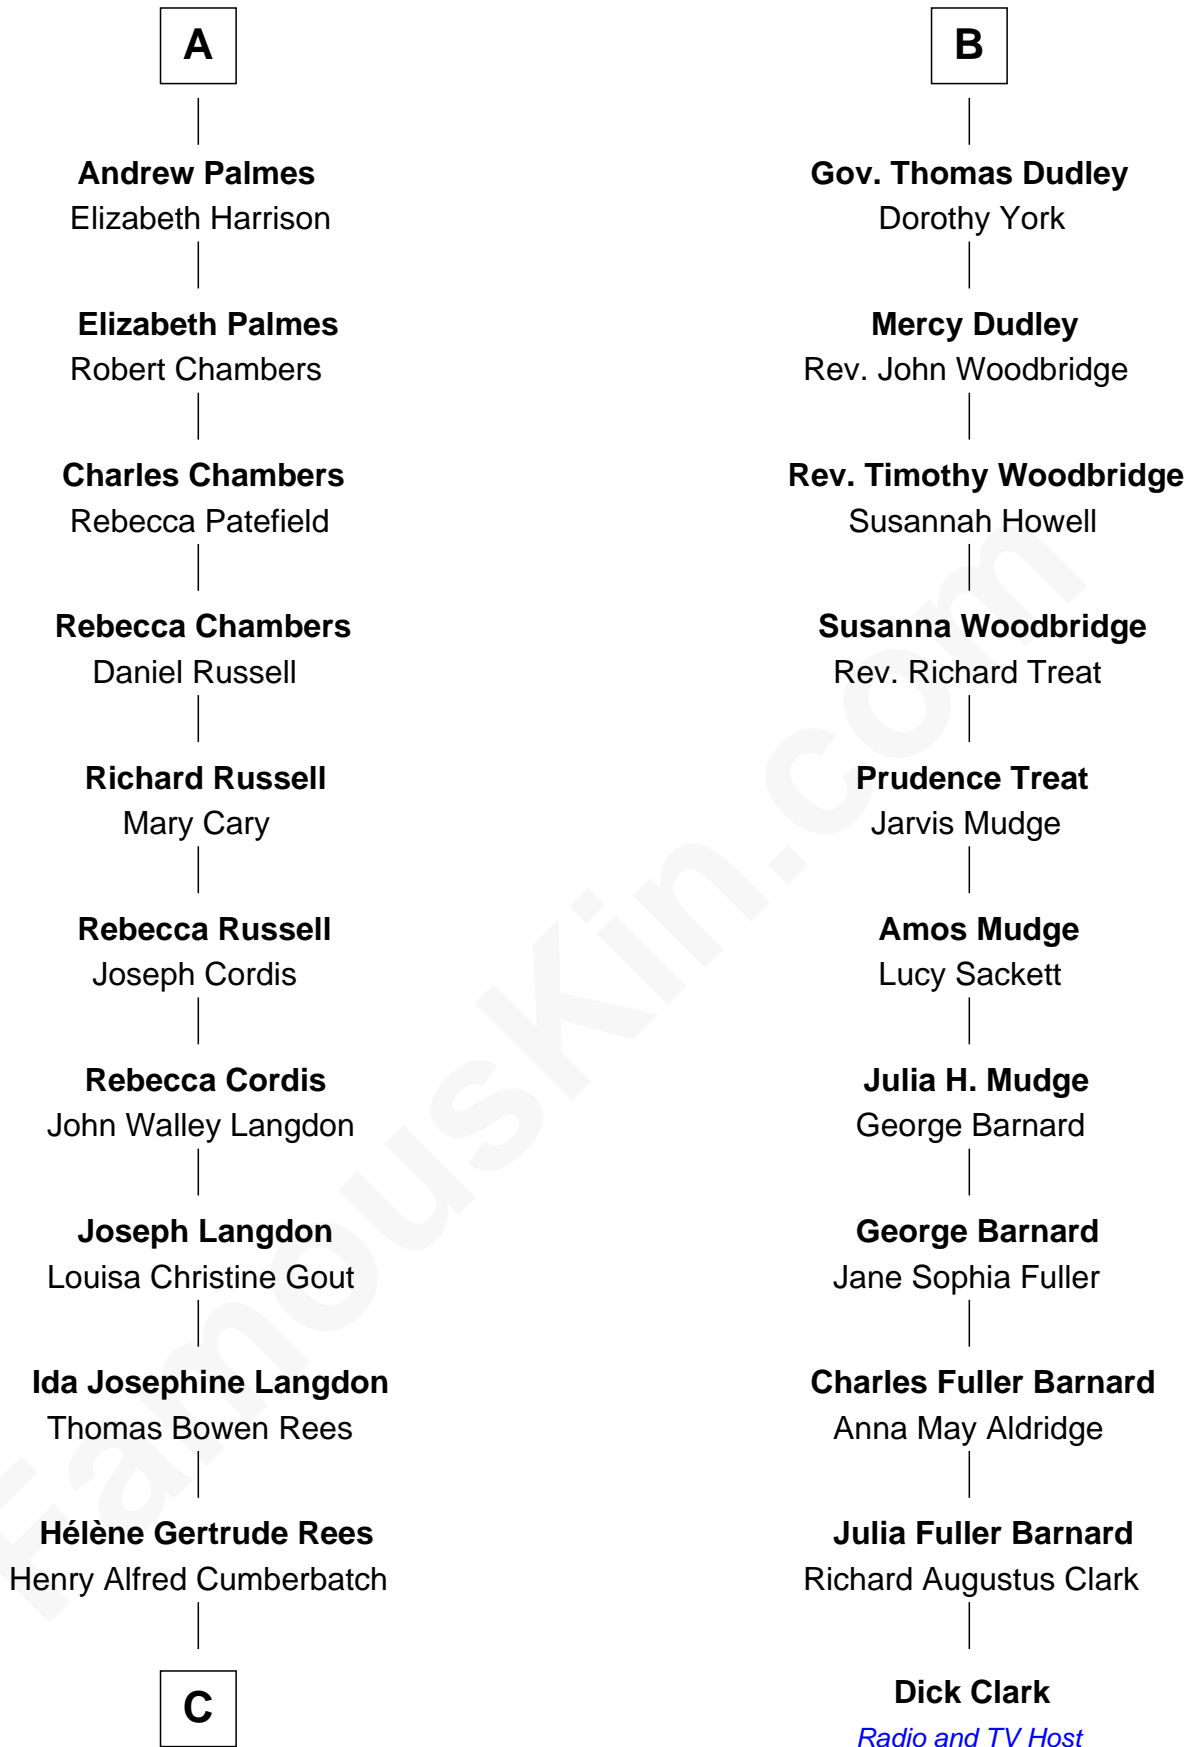 A
Andrew Palmes
Elizabeth Harrison
Elizabeth Palmes
Robert Chambers
Charles Chambers
Rebecca Patefield
Rebecca Chambers
Daniel Russell
Richard Russell
Mary Cary
Rebecca Russell
Joseph Cordis
Rebecca Cordis
John Walley Langdon
Joseph Langdon
Louisa Christine Gout
Ida Josephine Langdon
Thomas Bowen Rees
Hélène Gertrude Rees
Henry Alfred Cumberbatch
C
B
Gov. Thomas Dudley
Dorothy York
Mercy Dudley
Rev. John Woodbridge
Rev. Timothy Woodbridge
Susannah Howell
Susanna Woodbridge
Rev. Richard Treat
Prudence Treat
Jarvis Mudge
Amos Mudge
Lucy Sackett
Julia H. Mudge
George Barnard
George Barnard
Jane Sophia Fuller
Charles Fuller Barnard
Anna May Aldridge
Julia Fuller Barnard
Richard Augustus Clark
Dick Clark
Radio and TV Host
FamousKin.com